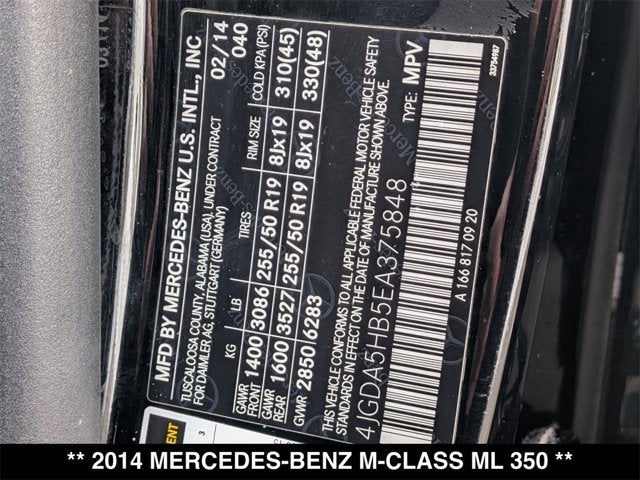 MFD BY MERCEDES-BENZ U.S. INTL., INC
TUSCALOOSA COUNTY, ALABAMA (USA), UNDER CONTRACT 02/14
FOR DAIMLER AG, STUTTGART (GERMANY) 040
KG LB TIRES RIM SIZE COLD KPA(PSI)
GAWR FRONT 1400 3086 255/50 R19 8Jx19 310(45)
GAWR REAR 1600 3527 255/50 R19 8Jx19 330(48)
GWR 2850 6283
THIS VEHICLE CONFORMS TO ALL APPLICABLE FEDERAL MOTOR VEHICLE SAFETY
STANDARDS IN EFFECT ON THE DATE OF MANUFACTURE SHOWN ABOVE.
4JGDA5HB5EA375848 TYPE: MPV
A 166 817 09 20
33754987
3
** 2014 MERCEDES-BENZ M-CLASS ML 350 **